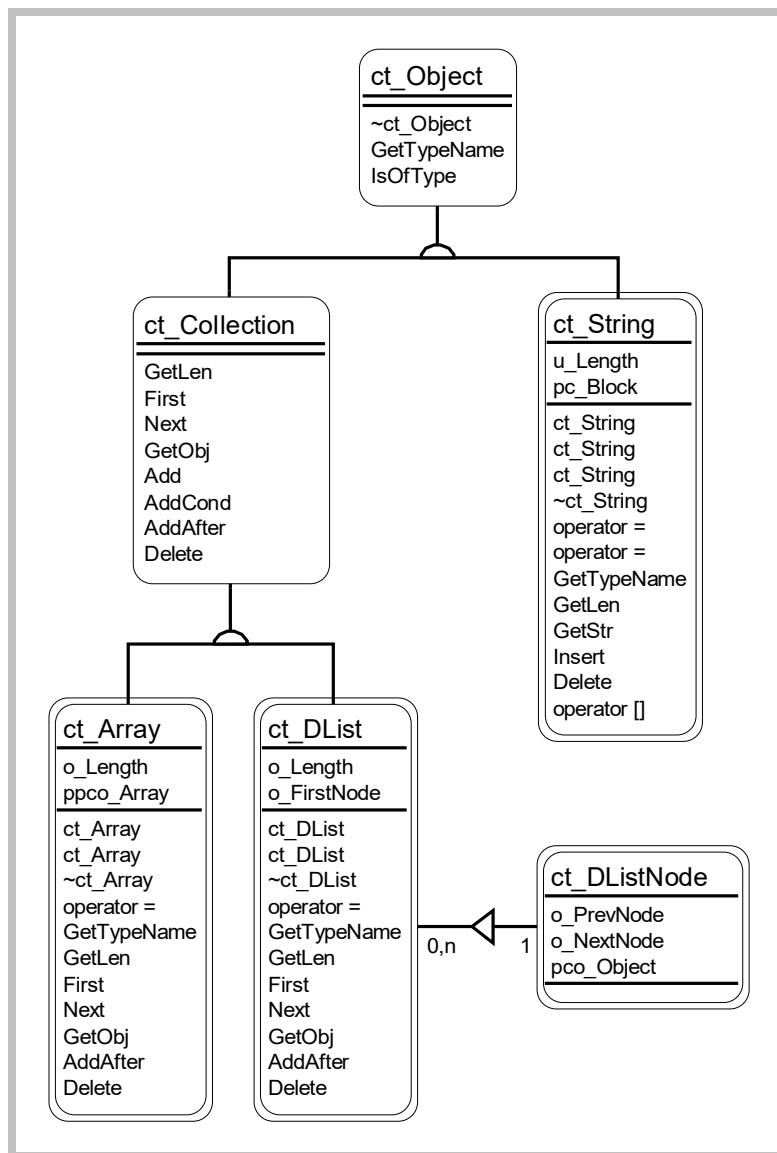 ct_Object
~ct_Object
GetTypeName
IsOfType
ct_Collection
GetLen
First
Next
GetObj
Add
AddCond
AddAfter
Delete
ct_String
u_Length
pc_Block
ct_String
ct_String
ct_String
~ct_String
operator =
operator =
GetTypeName
GetLen
GetStr
Insert
Delete
operator []
ct_Array
o_Length
ppco_Array
ct_Array
ct_Array
~ct_Array
operator =
GetTypeName
GetLen
First
Next
GetObj
AddAfter
Delete
ct_DList
o_Length
o_FirstNode
ct_DList
ct_DList
~ct_DList
operator =
GetTypeName
GetLen
First
Next
GetObj
AddAfter
Delete
0,n
1
ct_DListNode
o_PrevNode
o_NextNode
pco_Object